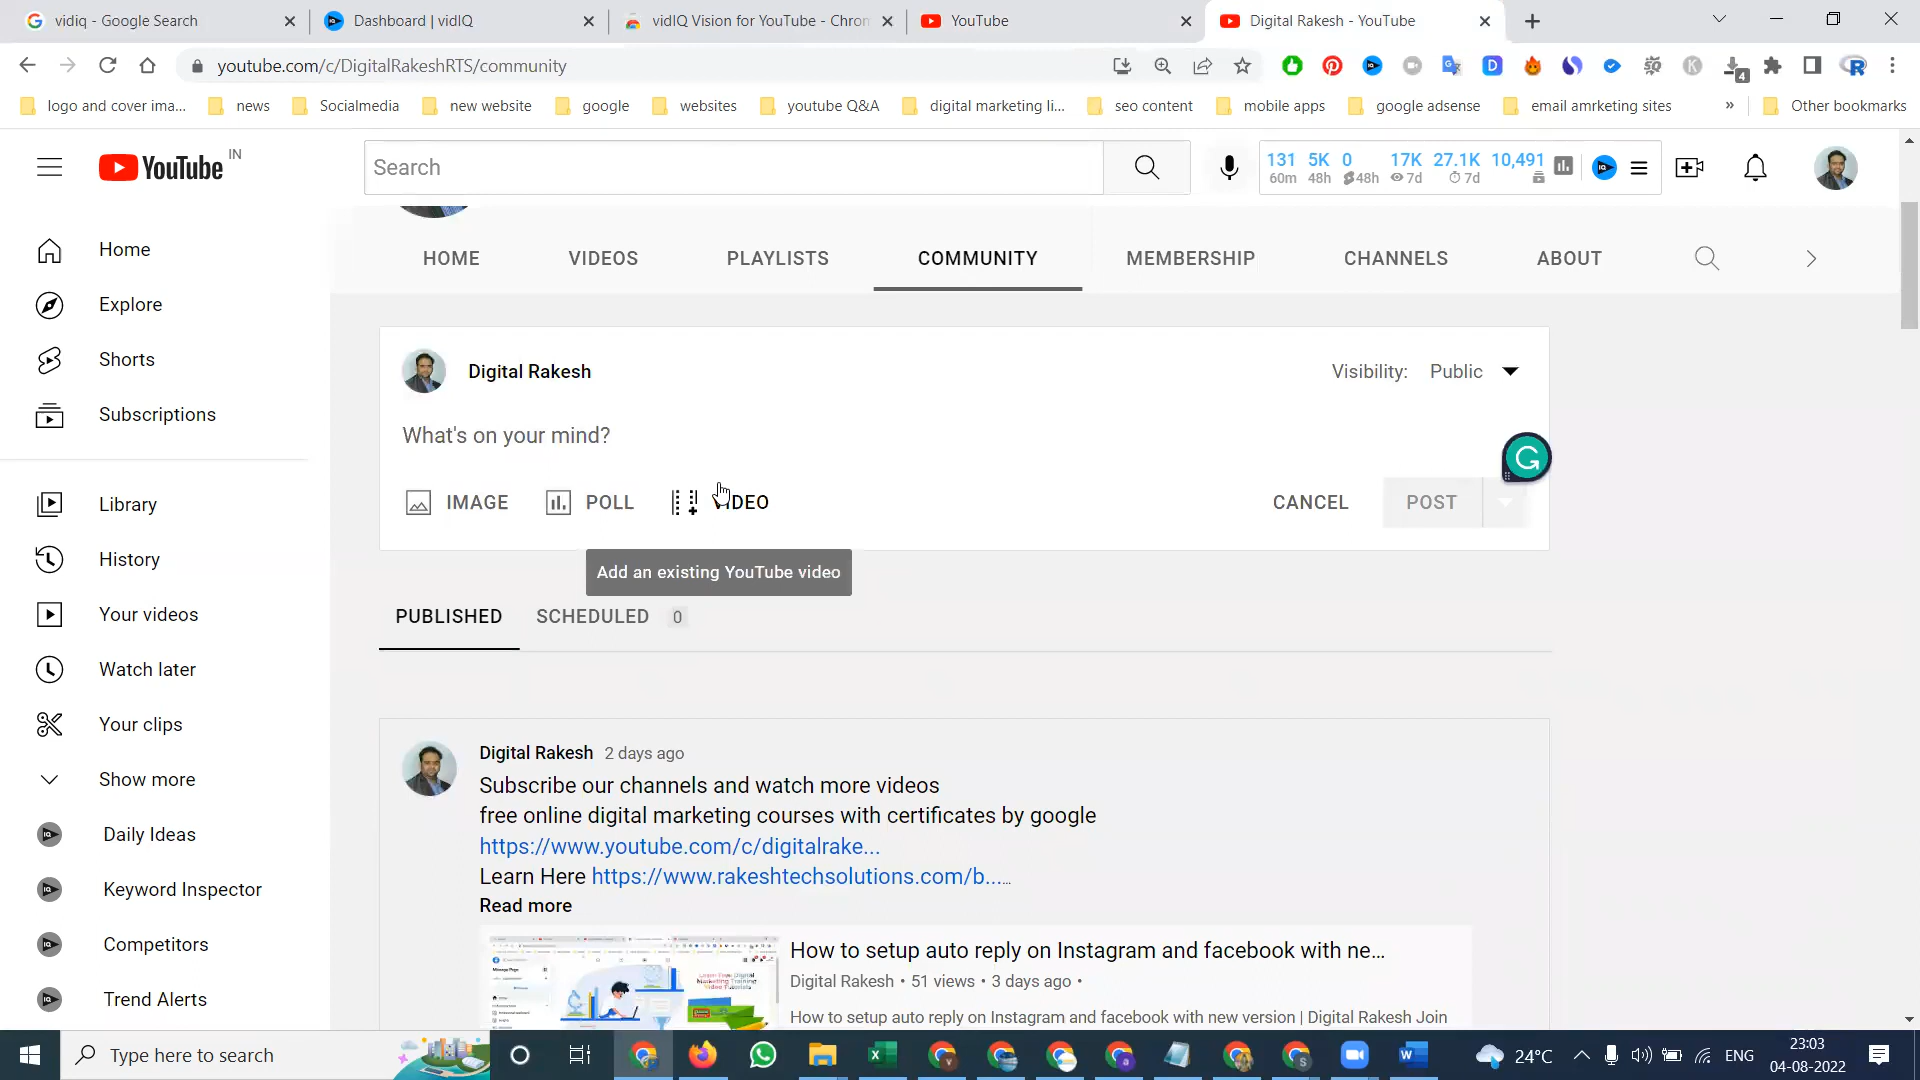 vidiq - Google Search
Dashboard | vidIQ
vidIQ Vision for YouTube - Chron
YouTube
Digital Rakesh - YouTube
youtube.com/c/DigitalRakeshRTS/community
logo and cover ima...
news
Socialmedia
new website
google
websites
youtube Q&A
digital marketing li...
seo content
mobile apps
google adsense
email amrketing sites
»
Other bookmarks
YouTube IN
Search
131 5K 0 17K 27.1K 10,491
60m 48h 48h 7d 7d
HOME
VIDEOS
PLAYLISTS
COMMUNITY
MEMBERSHIP
CHANNELS
ABOUT
Home
Explore
Shorts
Subscriptions
Library
History
Your videos
Watch later
Your clips
Show more
Daily Ideas
Keyword Inspector
Competitors
Trend Alerts
Digital Rakesh
Visibility: Public
What's on your mind?
IMAGE
POLL
VIDEO
CANCEL
POST
Add an existing YouTube video
PUBLISHED
SCHEDULED 0
Digital Rakesh 2 days ago
Subscribe our channels and watch more videos
free online digital marketing courses with certificates by google
https://www.youtube.com/c/digitalrake...
Learn Here https://www.rakeshtechsolutions.com/b......
Read more
How to setup auto reply on Instagram and facebook with ne...
Digital Rakesh • 51 views • 3 days ago •
How to setup auto reply on Instagram and facebook with new version | Digital Rakesh Join
Type here to search
24°C
ENG
23:03
04-08-2022